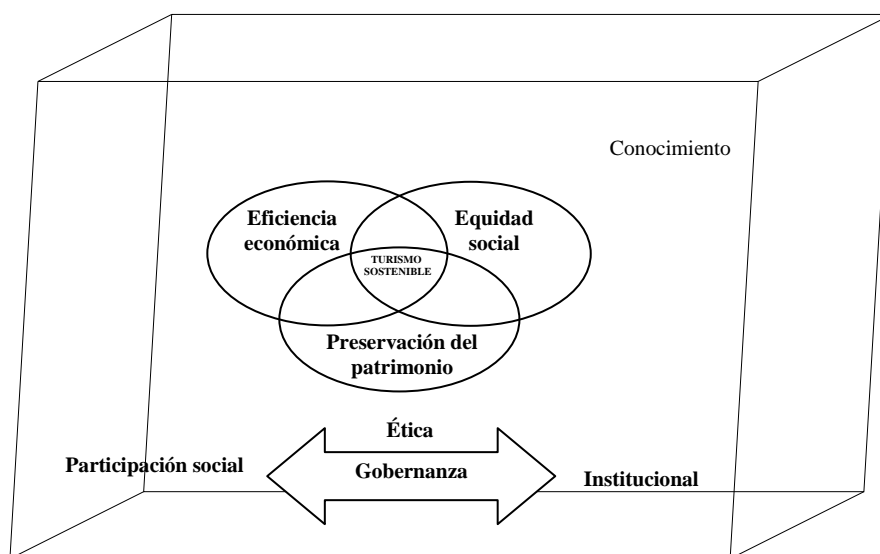 Conocimiento
Eficiencia
económica
Equidad
social
TURISMO
SOSTENIBLE
Preservación del
patrimonio
Ética
Participación social
Gobernanza
Institucional